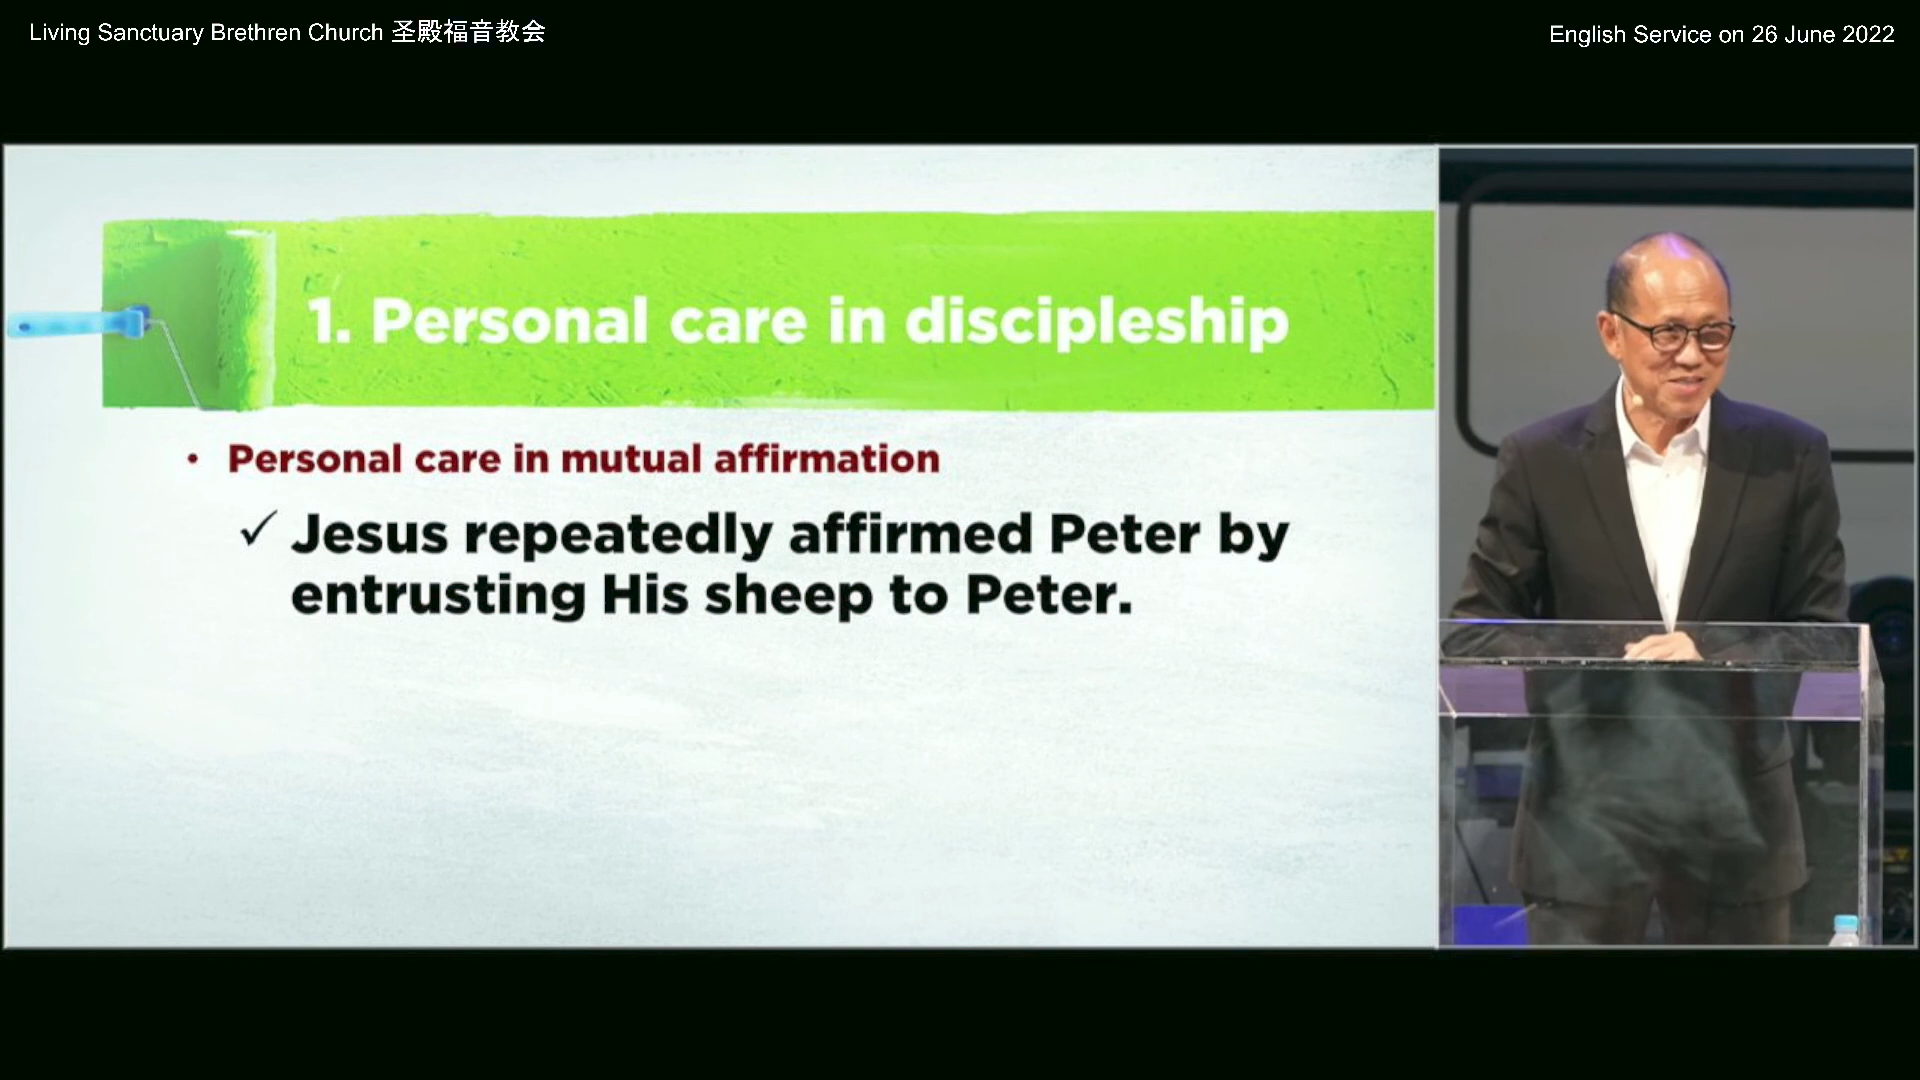 Living Sanctuary Brethren Church 圣殿福音教会
English Service on 26 June 2022
1. Personal care in discipleship
• Personal care in mutual affirmation
✓ Jesus repeatedly affirmed Peter by
entrusting His sheep to Peter.